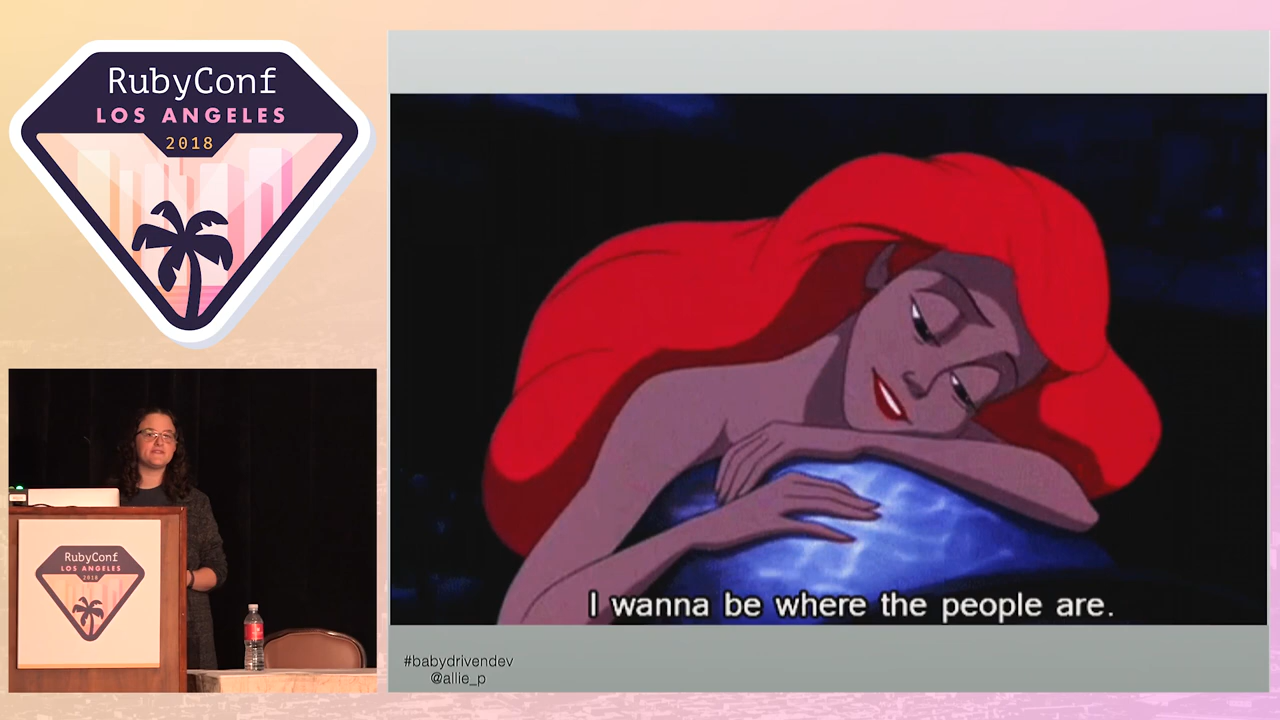 RubyConf
LOS ANGELES
2018
I wanna be where the people are.
#babydrivendev
@allie_p
RubyConf
LOS ANGELES
2018